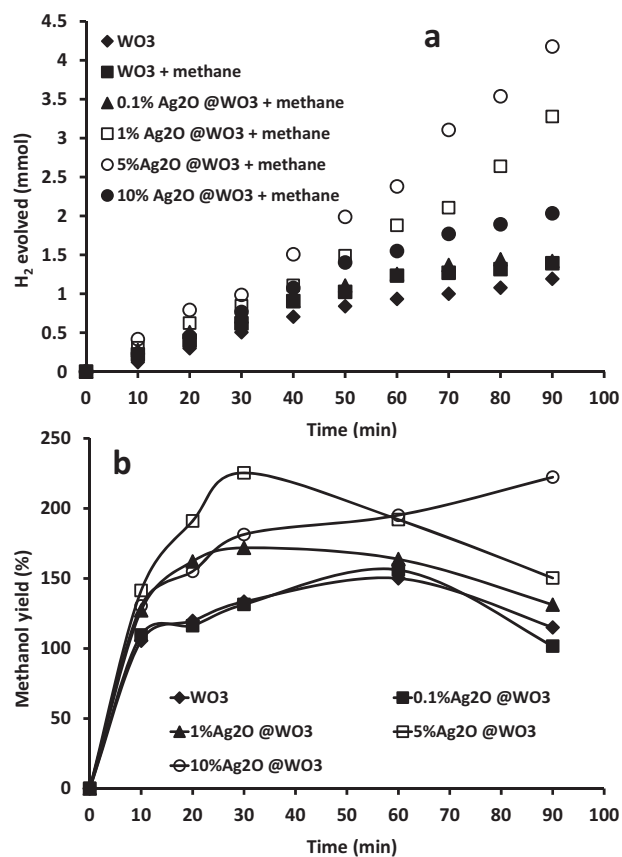 4.5
4
3.5
3
2.5
2
1.5
1
0.5
0
H2 evolved (mmol)
a
WO3
WO3 + methane
0.1% Ag2O @WO3 + methane
1% Ag2O @WO3 + methane
5%Ag2O @WO3 + methane
10% Ag2O @WO3 + methane
0 10 20 30 40 50 60 70 80 90 100
Time (min)
250
200
150
100
50
0
Methanol yield (%)
b
WO3 0.1%Ag2O @WO3
1%Ag2O @WO3 5%Ag2O @WO3
10%Ag2O @WO3
0 10 20 30 40 50 60 70 80 90 100
Time (min)